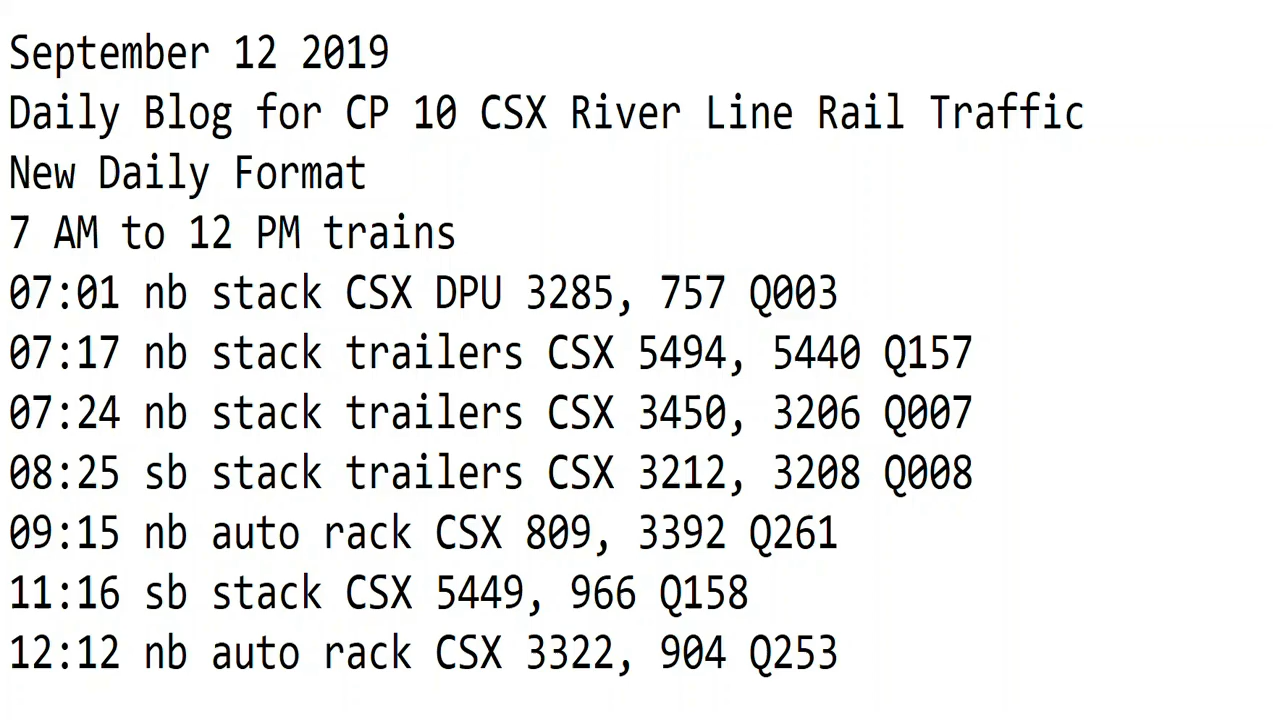 September 12 2019
Daily Blog for CP 10 CSX River Line Rail Traffic
New Daily Format
7 AM to 12 PM trains
07:01 nb stack CSX DPU 3285, 757 Q003
07:17 nb stack trailers CSX 5494, 5440 Q157
07:24 nb stack trailers CSX 3450, 3206 Q007
08:25 sb stack trailers CSX 3212, 3208 Q008
09:15 nb auto rack CSX 809, 3392 Q261
11:16 sb stack CSX 5449, 966 Q158
12:12 nb auto rack CSX 3322, 904 Q253